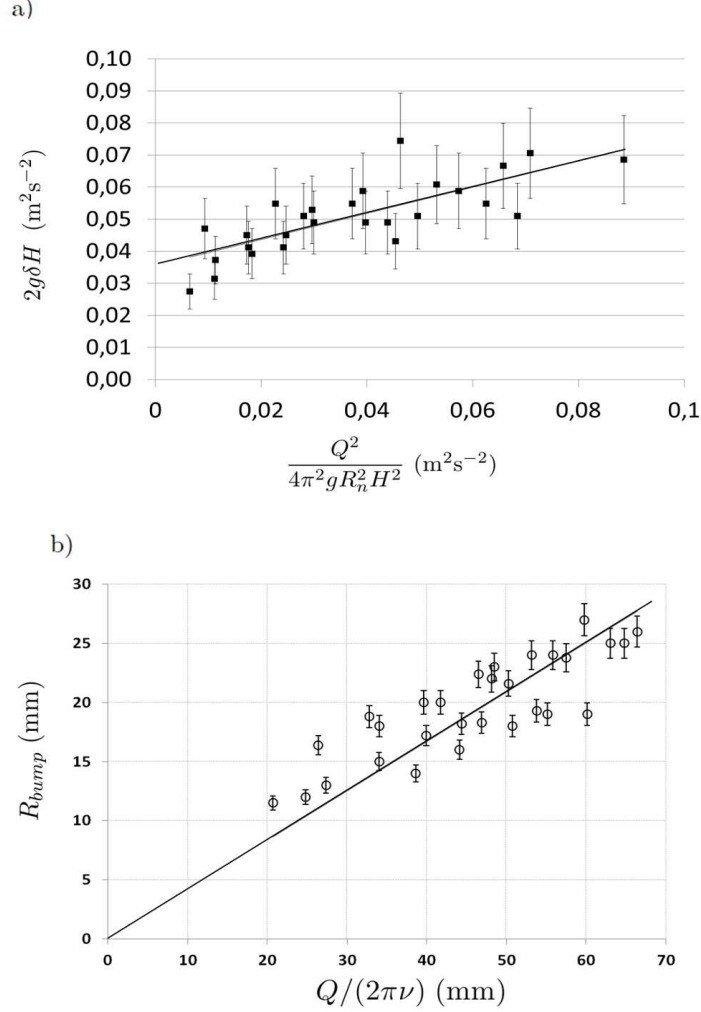 a)
0,10
0,09
0,08
0,07
0,06
0,05
0,04
0,03
0,02
0,01
0,00
2gδH (m²s⁻²)
0 0,02 0,04 0,06 0,08 0,1
Q²
4π²gR²ₙH² (m²s⁻²)
b)
30
25
20
15
10
5
0
R_bump (mm)
0 10 20 30 40 50 60 70
Q/(2πν) (mm)